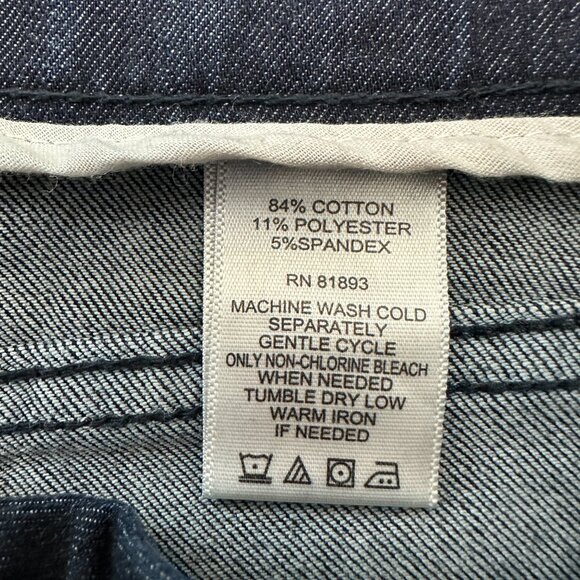 84% COTTON
11% POLYESTER
5%SPANDEX
RN 81893
MACHINE WASH COLD
SEPARATELY
GENTLE CYCLE
ONLY NON-CHLORINE BLEACH
WHEN NEEDED
TUMBLE DRY LOW
WARM IRON
IF NEEDED